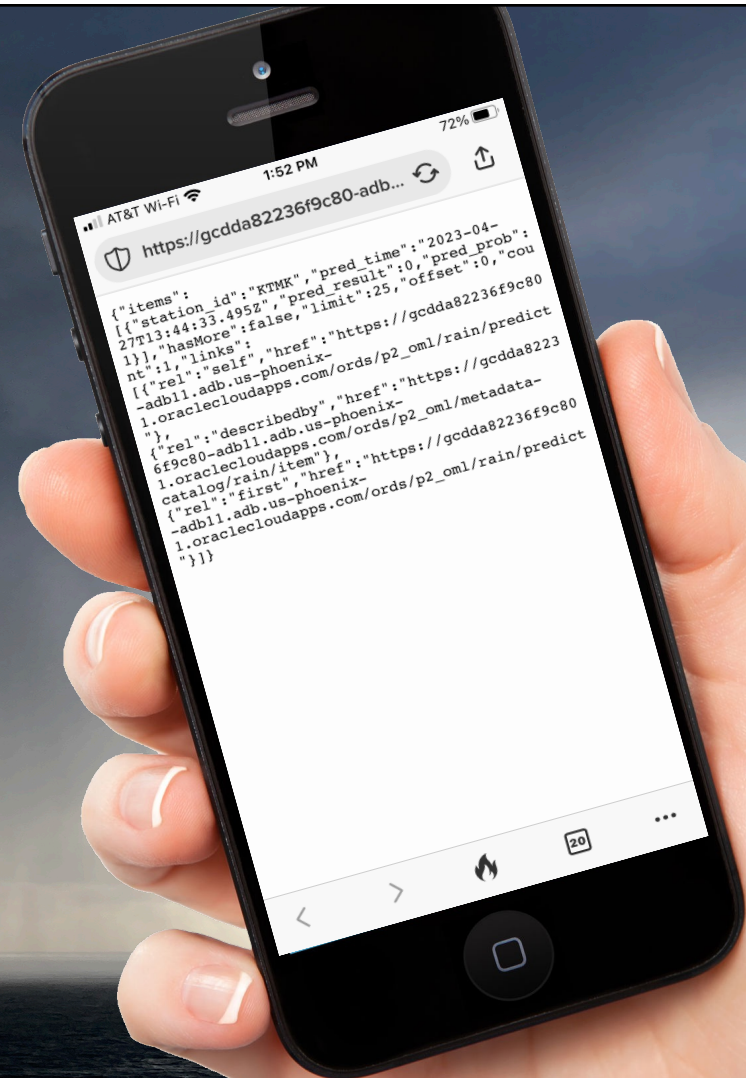 AT&T Wi-Fi
1:52 PM
72%
https://gcdda82236f9c80-adb...
{"items":
[{"station_id":"KTMK","pred_time":"2023-04-
27T13:44:33.495Z","pred_result":0,"pred_prob":
1}],"hasMore":false,"limit":25,"offset":0,"cou
nt":1,"links":
[{"rel":"self","href":"https://gcdda82236f9c80
-adb11.adb.us-phoenix-
1.oraclecloudapps.com/ords/p2_oml/rain/predict
"},
{"rel":"describedby","href":"https://gcdda8223
6f9c80-adb11.adb.us-phoenix-
1.oraclecloudapps.com/ords/p2_oml/metadata-
catalog/rain/item"},
{"rel":"first","href":"https://gcdda82236f9c80
-adb11.adb.us-phoenix-
1.oraclecloudapps.com/ords/p2_oml/rain/predict
"}]}
20